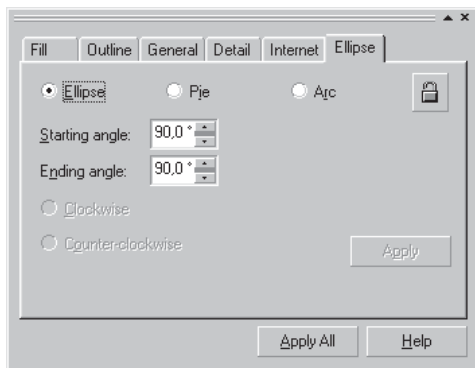 Fill Outline General Detail Internet Ellipse
Ellipse Pie Arc
Starting angle: 90,0 °
Ending angle: 90,0 °
Clockwise
Counter-clockwise Apply
Apply All Help